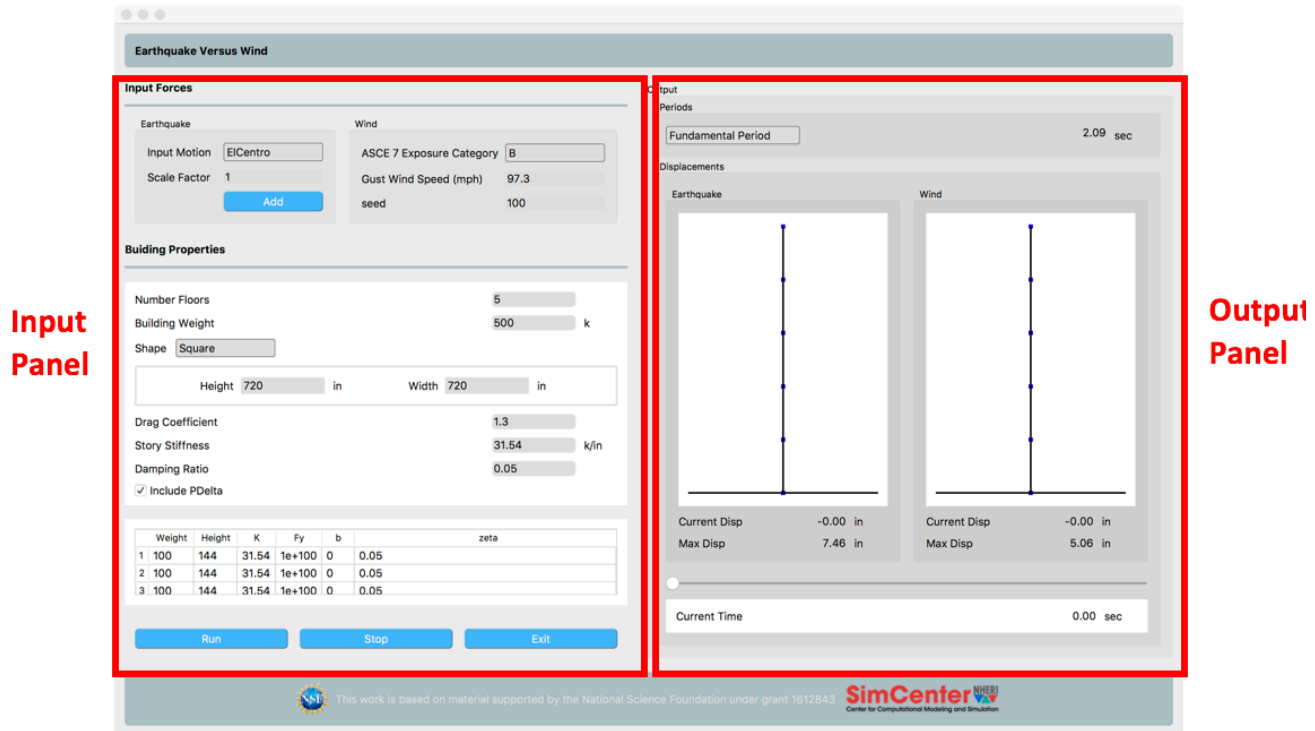 Earthquake Versus Wind
Input Forces
Earthquake
Input Motion ElCentro
Scale Factor 1
Add
Wind
ASCE 7 Exposure Category B
Gust Wind Speed (mph) 97.3
seed 100
Buiding Properties
Number Floors 5
Building Weight 500 k
Shape Square
Height 720 in Width 720 in
Drag Coefficient 1.3
Story Stiffness 31.54 k/in
Damping Ratio 0.05
Include PDelta
Weight Height K Fy b zeta
1 100 144 31.54 1e+100 0 0.05
2 100 144 31.54 1e+100 0 0.05
3 100 144 31.54 1e+100 0 0.05
Run Stop Exit
Input
Panel
Output
Periods
Fundamental Period 2.09 sec
Displacements
Earthquake
Current Disp -0.00 in
Max Disp 7.46 in
Wind
Current Disp -0.00 in
Max Disp 5.06 in
Current Time 0.00 sec
Output
Panel
NSF
This work is based on material supported by the National Science Foundation under grant 1612843
SimCenter NHERI
Center for Computational Modeling and Simulation